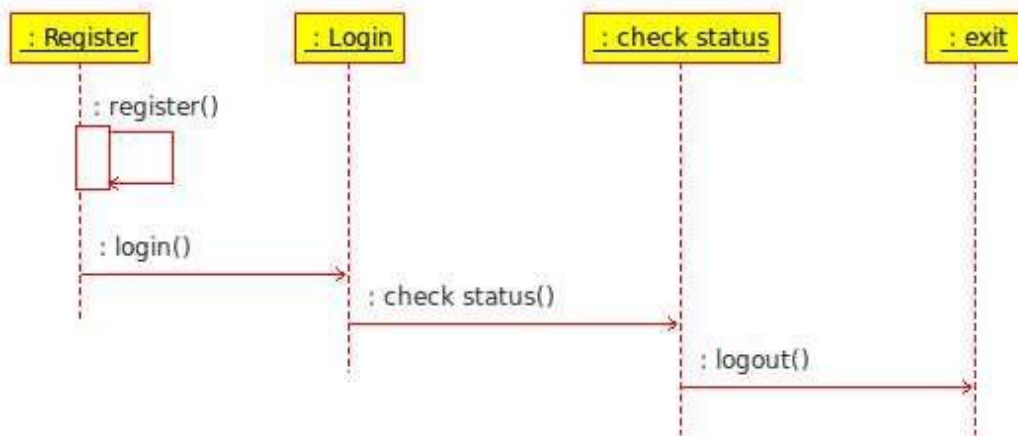 : Register
: Login
: check status
: exit
: register()
: login()
: check status()
: logout()